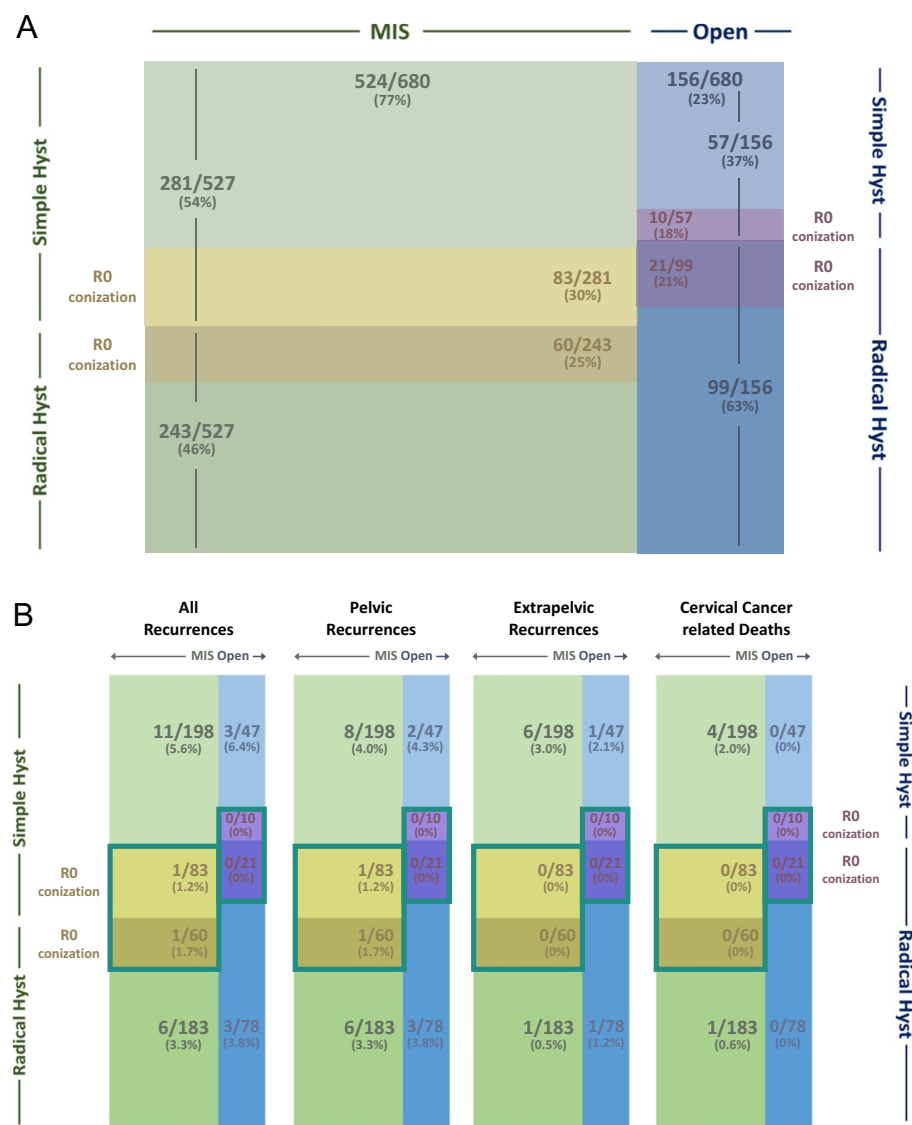 A
MIS
Open
Simple Hyst
Radical Hyst
524/680
(77%)
156/680
(23%)
57/156
(37%)
281/527
(54%)
10/57
(18%)
R0
conization
21/99
(21%)
R0
conization
R0
conization
83/281
(30%)
R0
conization
60/243
(25%)
99/156
(63%)
243/527
(46%)
Simple Hyst
Radical Hyst
B
All
Recurrences
Pelvic
Recurrences
Extrapelvic
Recurrences
Cervical Cancer
related Deaths
MIS Open
MIS Open
MIS Open
MIS Open
Simple Hyst
Radical Hyst
11/198
(5.6%)
3/47
(6.4%)
8/198
(4.0%)
2/47
(4.3%)
6/198
(3.0%)
1/47
(2.1%)
4/198
(2.0%)
0/47
(0%)
0/10
(0%)
0/10
(0%)
0/10
(0%)
0/10
(0%)
R0
conization
R0
conization
1/83
(1.2%)
0/21
(0%)
1/83
(1.2%)
0/21
(0%)
0/83
(0%)
0/21
(0%)
0/83
(0%)
0/21
(0%)
R0
conization
R0
conization
1/60
(1.7%)
1/60
(1.7%)
0/60
(0%)
0/60
(0%)
6/183
(3.3%)
3/78
(3.8%)
6/183
(3.3%)
3/78
(3.8%)
1/183
(0.5%)
1/78
(1.2%)
1/183
(0.6%)
0/78
(0%)
Simple Hyst
Radical Hyst